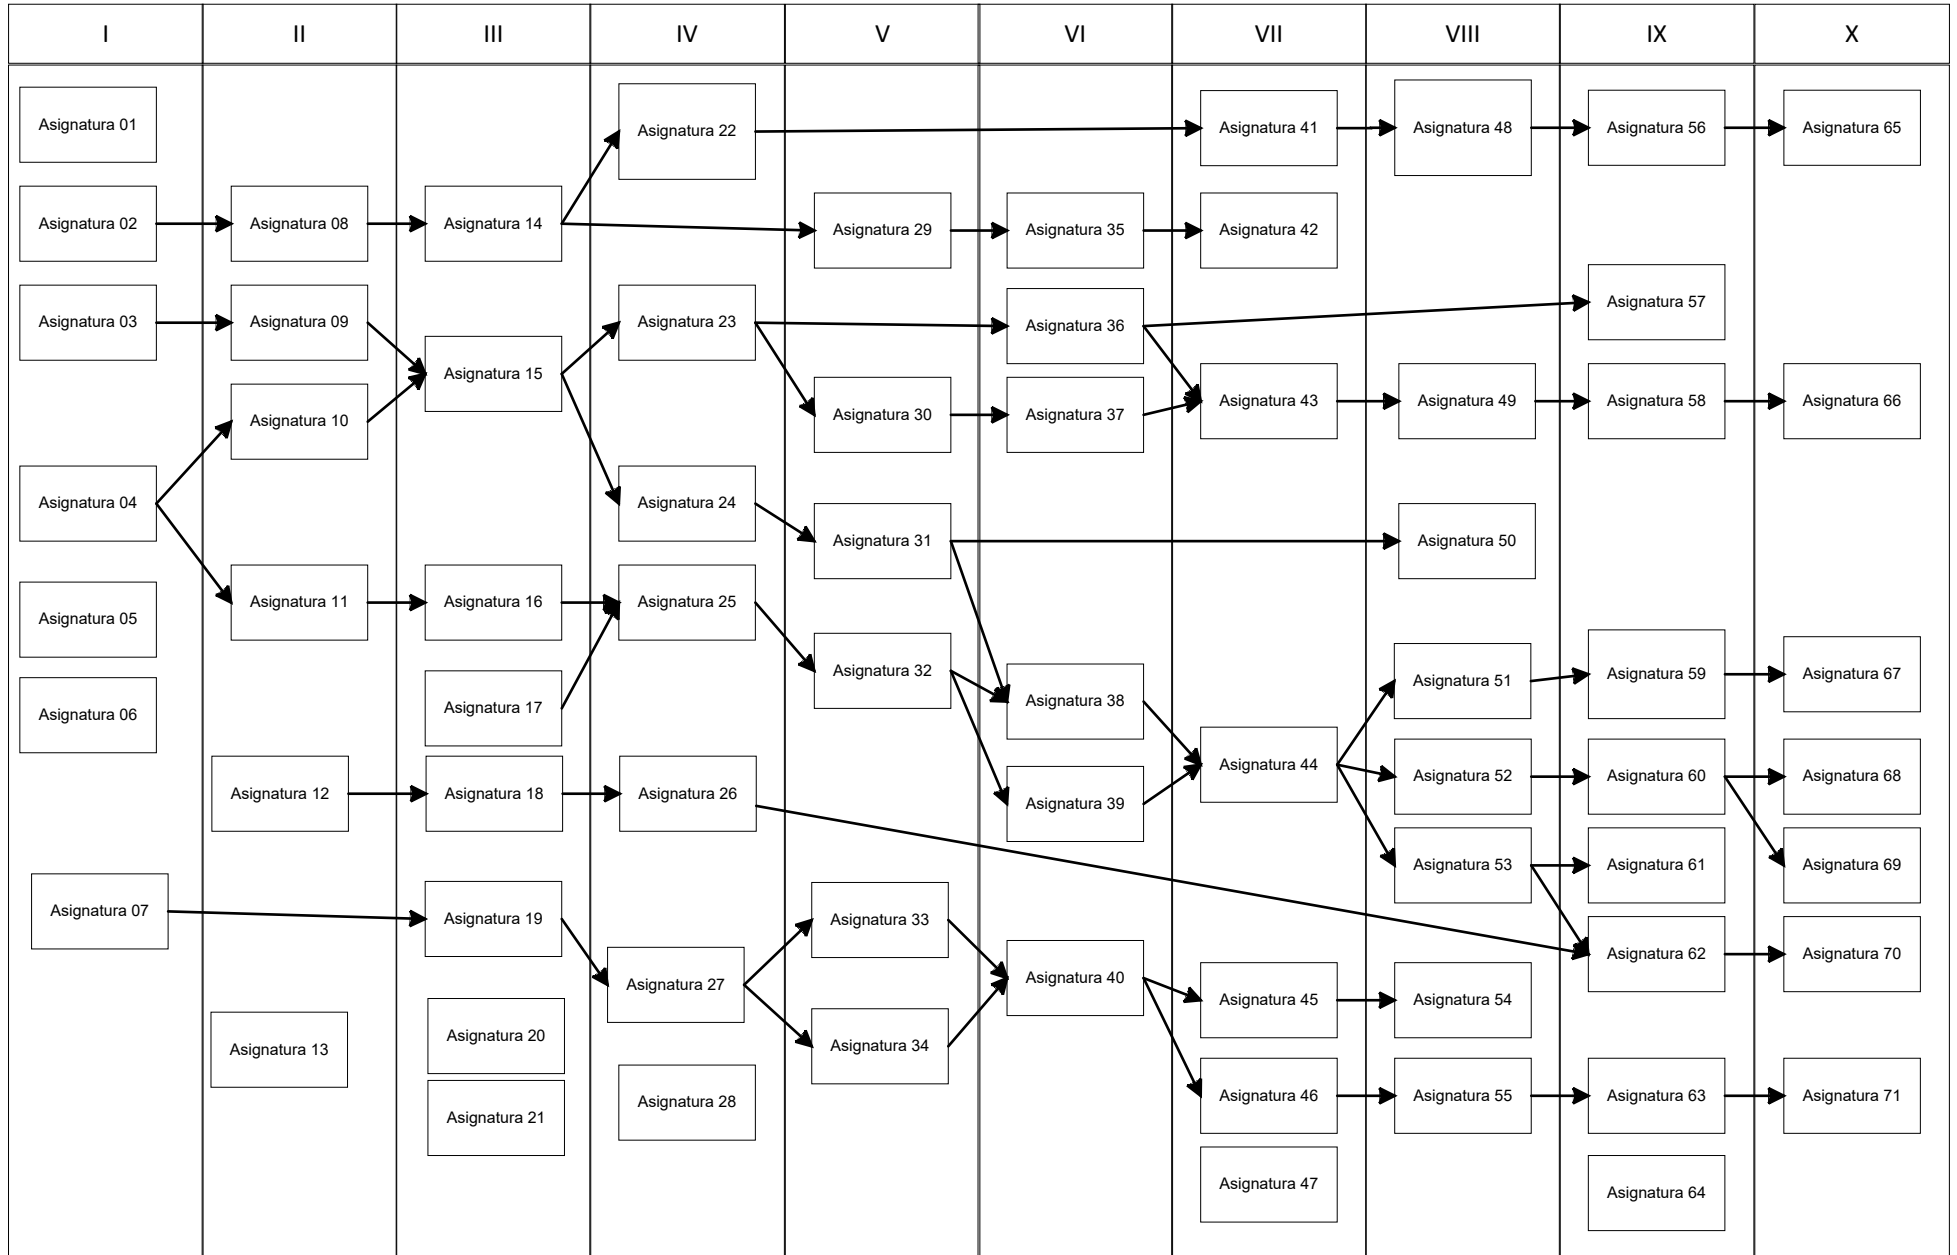 I
II
III
IV
V
VI
VII
VIII
IX
X
Asignatura 01
Asignatura 02
Asignatura 03
Asignatura 04
Asignatura 05
Asignatura 06
Asignatura 07
Asignatura 08
Asignatura 09
Asignatura 10
Asignatura 11
Asignatura 12
Asignatura 13
Asignatura 14
Asignatura 15
Asignatura 16
Asignatura 17
Asignatura 18
Asignatura 19
Asignatura 20
Asignatura 21
Asignatura 22
Asignatura 23
Asignatura 24
Asignatura 25
Asignatura 26
Asignatura 27
Asignatura 28
Asignatura 29
Asignatura 30
Asignatura 31
Asignatura 32
Asignatura 33
Asignatura 34
Asignatura 35
Asignatura 36
Asignatura 37
Asignatura 38
Asignatura 39
Asignatura 40
Asignatura 41
Asignatura 42
Asignatura 43
Asignatura 44
Asignatura 45
Asignatura 46
Asignatura 47
Asignatura 48
Asignatura 49
Asignatura 50
Asignatura 51
Asignatura 52
Asignatura 53
Asignatura 54
Asignatura 55
Asignatura 56
Asignatura 57
Asignatura 58
Asignatura 59
Asignatura 60
Asignatura 61
Asignatura 62
Asignatura 63
Asignatura 64
Asignatura 65
Asignatura 66
Asignatura 67
Asignatura 68
Asignatura 69
Asignatura 70
Asignatura 71